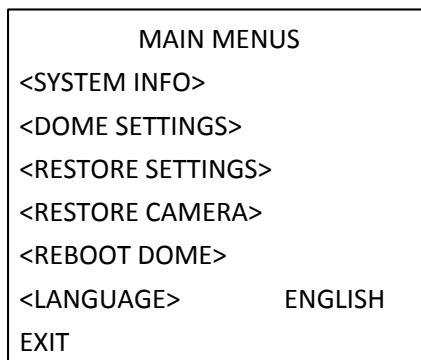 MAIN MENUS
<SYSTEM INFO>
<DOME SETTINGS>
<RESTORE SETTINGS>
<RESTORE CAMERA>
<REBOOT DOME>
<LANGUAGE> ENGLISH
EXIT